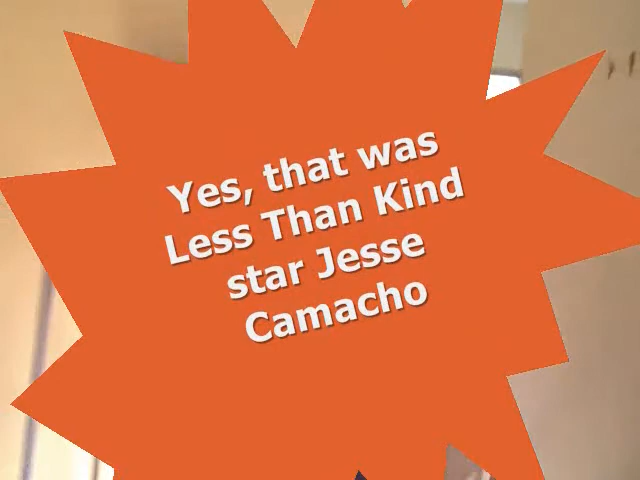 Yes, that was
Less Than Kind
star Jesse
Camacho